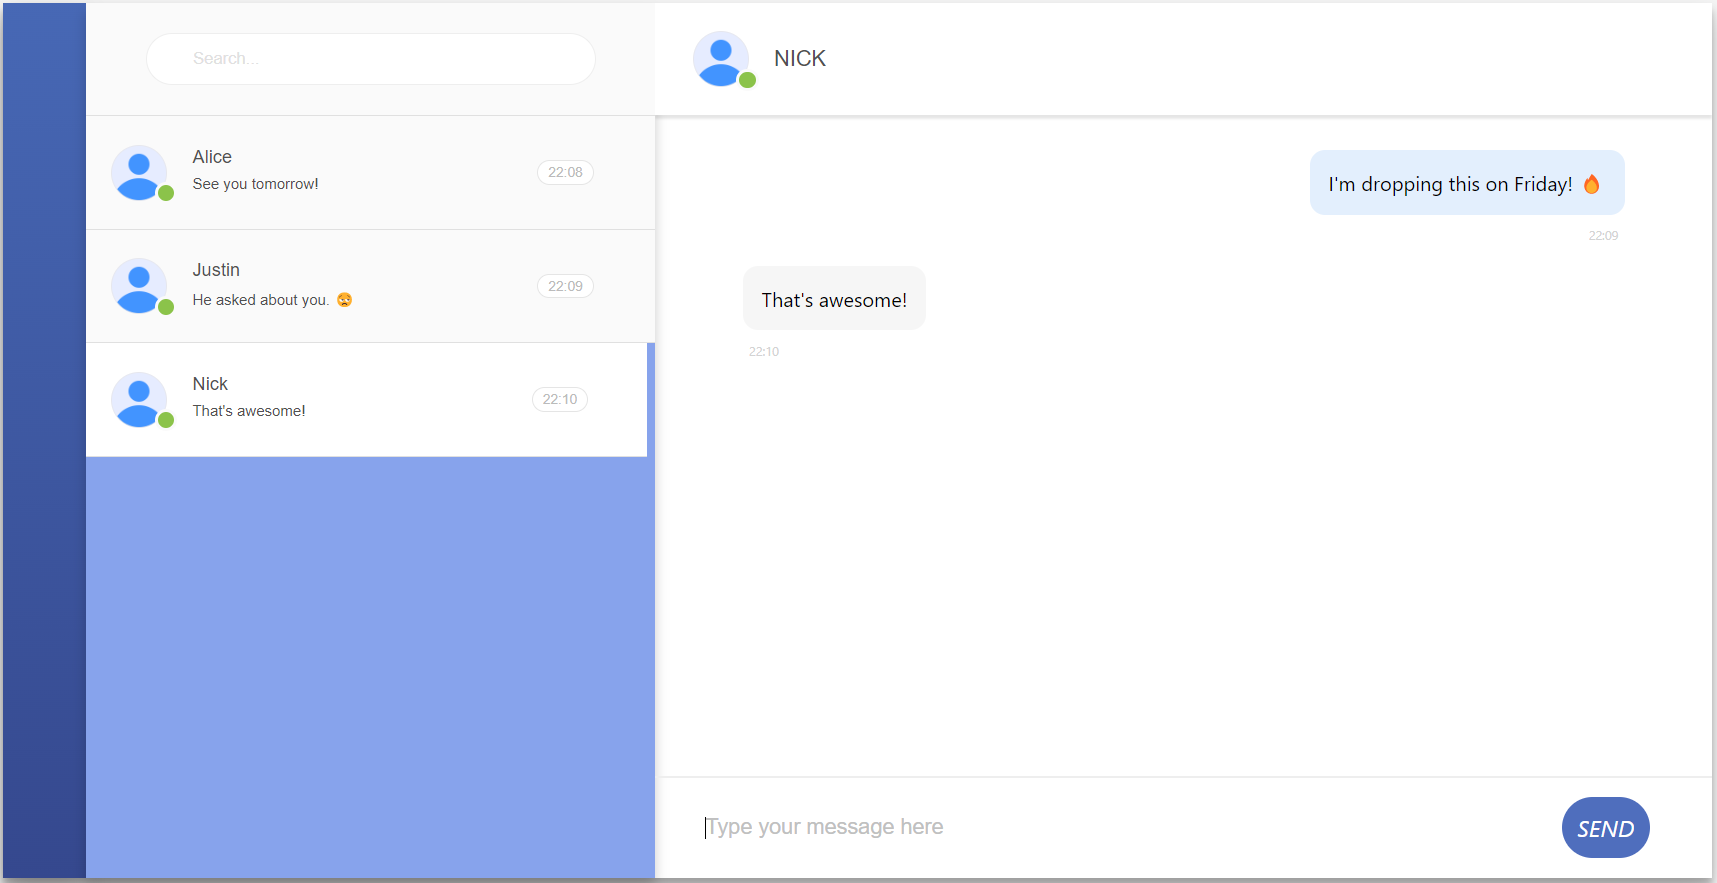 Search...
Alice
See you tomorrow!
22:08
Justin
He asked about you. 😥
22:09
Nick
That's awesome!
22:10
NICK
I'm dropping this on Friday! 🔥
22:09
That's awesome!
22:10
Type your message here
SEND